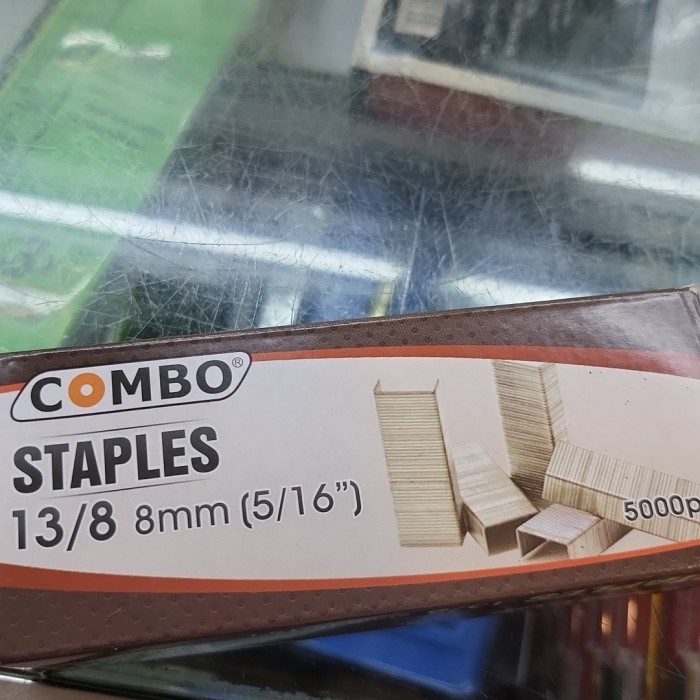 COMBO®
STAPLES
13/8 8mm (5/16”)
5000p